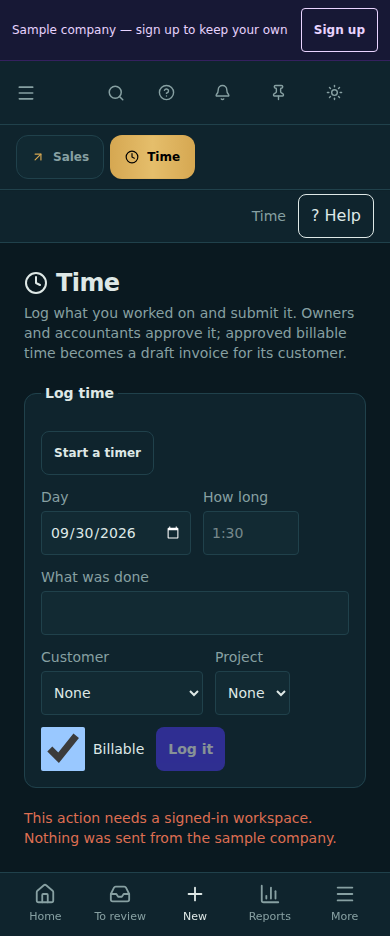 Sample company — sign up to keep your own
Sign up
Sales
Time
Time
? Help
Time
Log what you worked on and submit it. Owners
and accountants approve it; approved billable
time becomes a draft invoice for its customer.
Log time
Start a timer
Day
How long
09/30/2026
1:30
What was done
Customer
Project
None
None
Billable
Log it
This action needs a signed-in workspace.
Nothing was sent from the sample company.
Home
To review
New
Reports
More